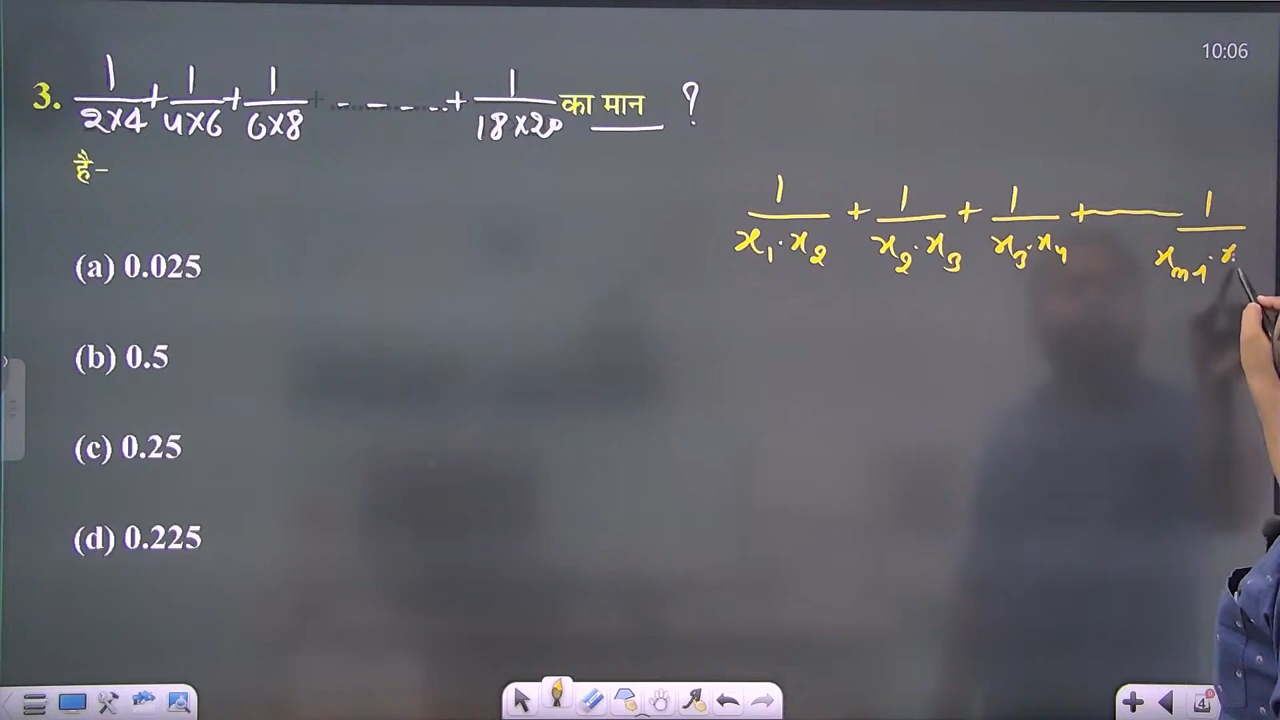 10:06
3. 1/2×4 + 1/4×6 + 1/6×8 + ------ + 1/18×20 का मान ?
है–
1/x₁·x₂ + 1/x₂·x₃ + 1/x₃·x₄ + —— 1/xₙ₋₁·x
(a) 0.025
(b) 0.5
(c) 0.25
(d) 0.225
4